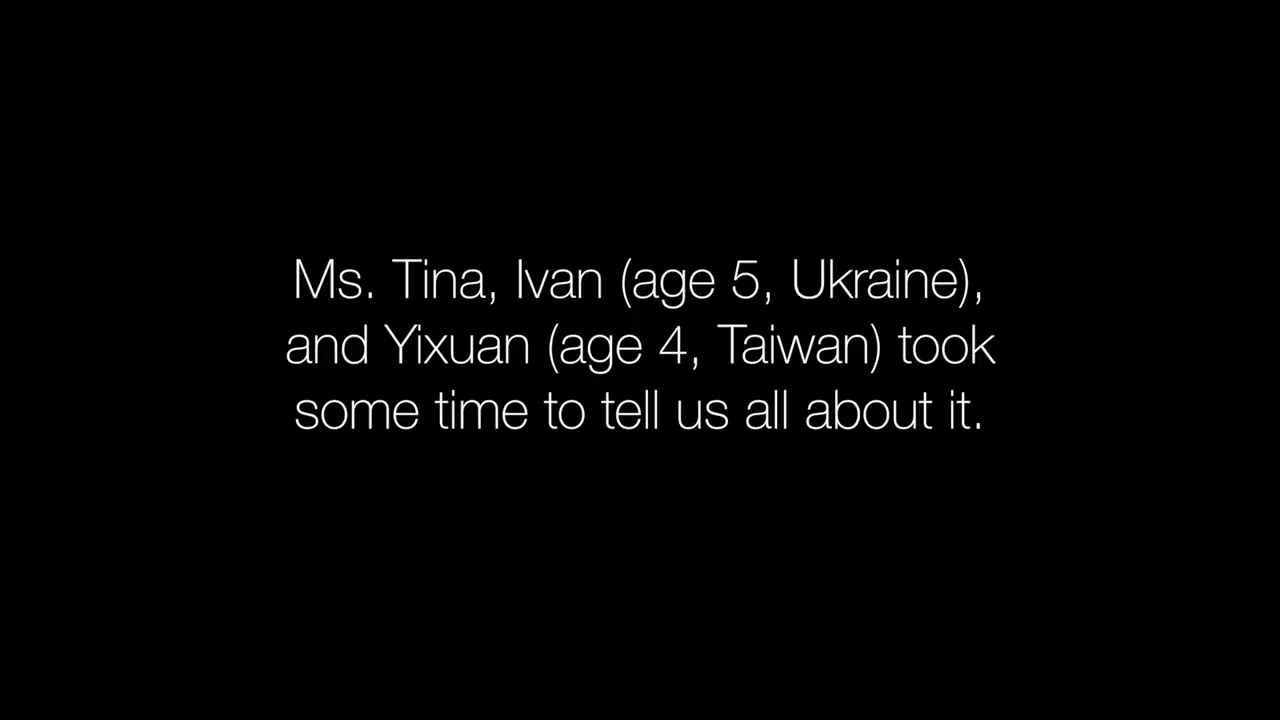 Ms. Tina, Ivan (age 5, Ukraine),
and Yixuan (age 4, Taiwan) took
some time to tell us all about it.